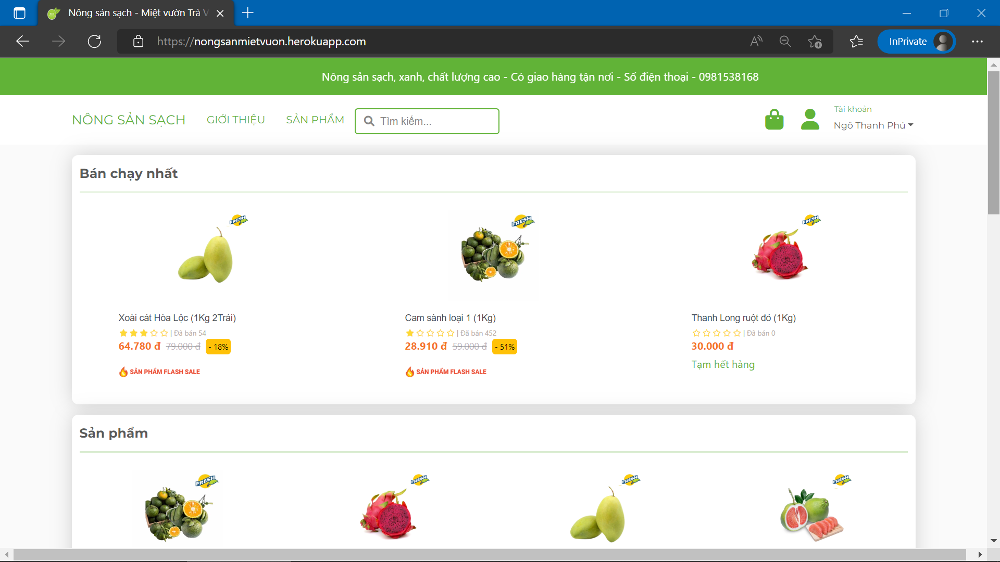 Nông sản sạch - Miệt vườn Trà V
https://nongsanmietvuon.herokuapp.com
InPrivate
Nông sản sạch, xanh, chất lượng cao - Có giao hàng tận nơi - Số điện thoại - 0981538168
NÔNG SẢN SẠCH
GIỚI THIỆU
SẢN PHẨM
Tìm kiếm...
Tài khoản
Ngô Thanh Phú
Bán chạy nhất
FRESH
FRESH
FRESH
Xoài cát Hòa Lộc (1Kg 2Trái)
| Đã bán 54
64.780 đ 79.000 đ - 18%
SẢN PHẨM FLASH SALE
Cam sành loại 1 (1Kg)
| Đã bán 452
28.910 đ 59.000 đ - 51%
SẢN PHẨM FLASH SALE
Thanh Long ruột đỏ (1Kg)
| Đã bán 0
30.000 đ
Tạm hết hàng
Sản phẩm
FRESH
FRESH
FRESH
FRESH